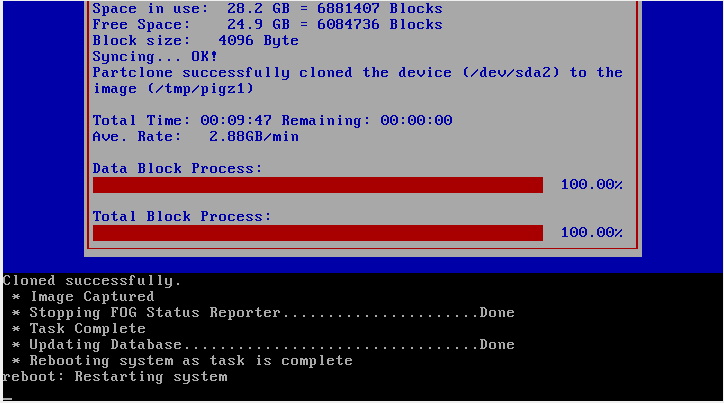 Space in use:  28.2 GB = 6881407 Blocks
Free Space:    24.9 GB = 6084736 Blocks
Block size:   4096 Byte
Syncing... OK!
Partclone successfully cloned the device (/dev/sda2) to the
image (/tmp/pigz1)
Total Time: 00:09:47 Remaining: 00:00:00
Ave. Rate:   2.88GB/min
Data Block Process:
100.00%
Total Block Process:
100.00%
Cloned successfully.
* Image Captured
* Stopping FOG Status Reporter......................Done
* Task Complete
* Updating Database.................................Done
* Rebooting system as task is complete
reboot: Restarting system